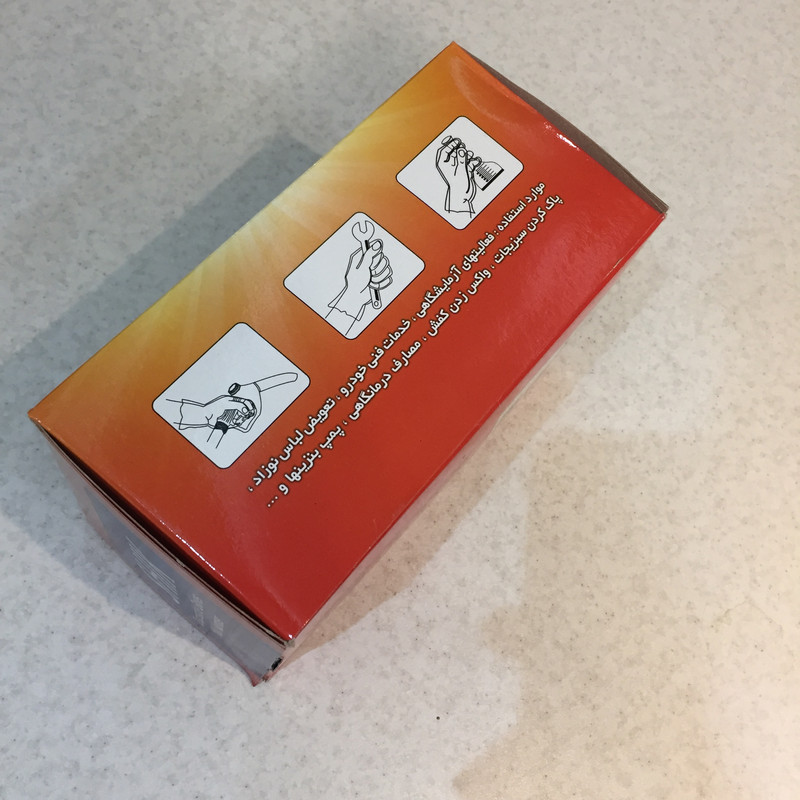 موارد استفاده : فعالیتهای آزمایشگاهی ، خدمات فنی خودرو ، تعویض لباس نوزاد ،
پاک کردن سبزیجات ، واکس زدن کفش ، مصارف درمانگاهی ، پمپ بنزینها و ...